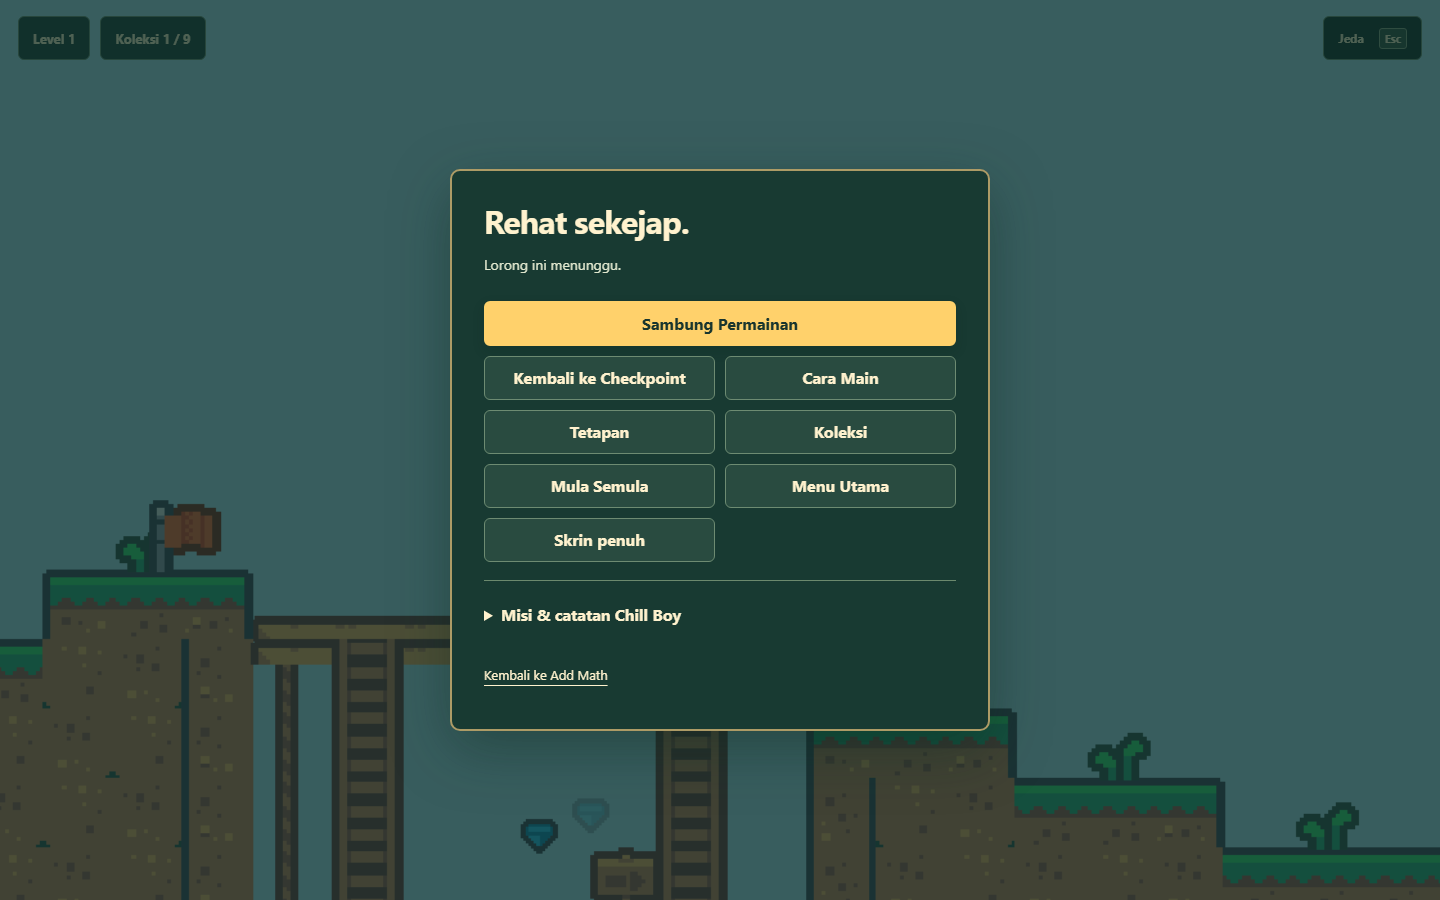 Level 1
Koleksi 1 / 9
Jeda Esc
Rehat sekejap.
Lorong ini menunggu.
Sambung Permainan
Kembali ke Checkpoint
Cara Main
Tetapan
Koleksi
Mula Semula
Menu Utama
Skrin penuh
Misi & catatan Chill Boy
Kembali ke Add Math